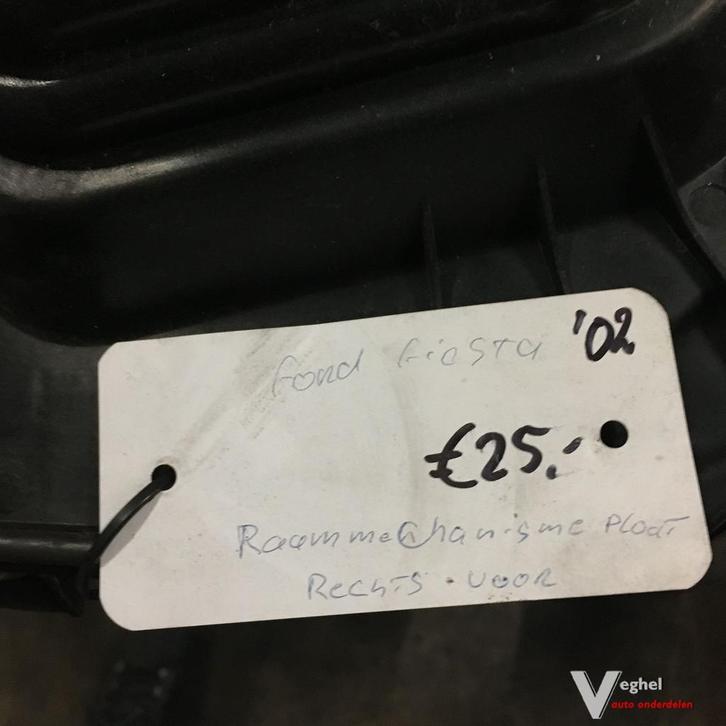 Ford Fiesta '02
€25,-
Raammechanisme Plaat
Rechts. voor
Veghel
auto onderdelen